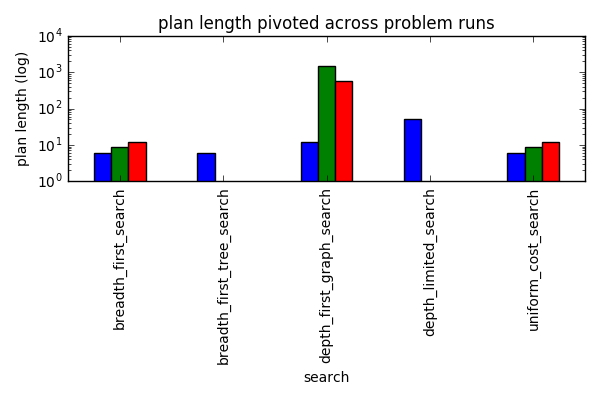 plan length pivoted across problem runs
plan length (log)
10^4
10^3
10^2
10^1
10^0
breadth_first_search
breadth_first_tree_search
depth_first_graph_search
depth_limited_search
uniform_cost_search
search